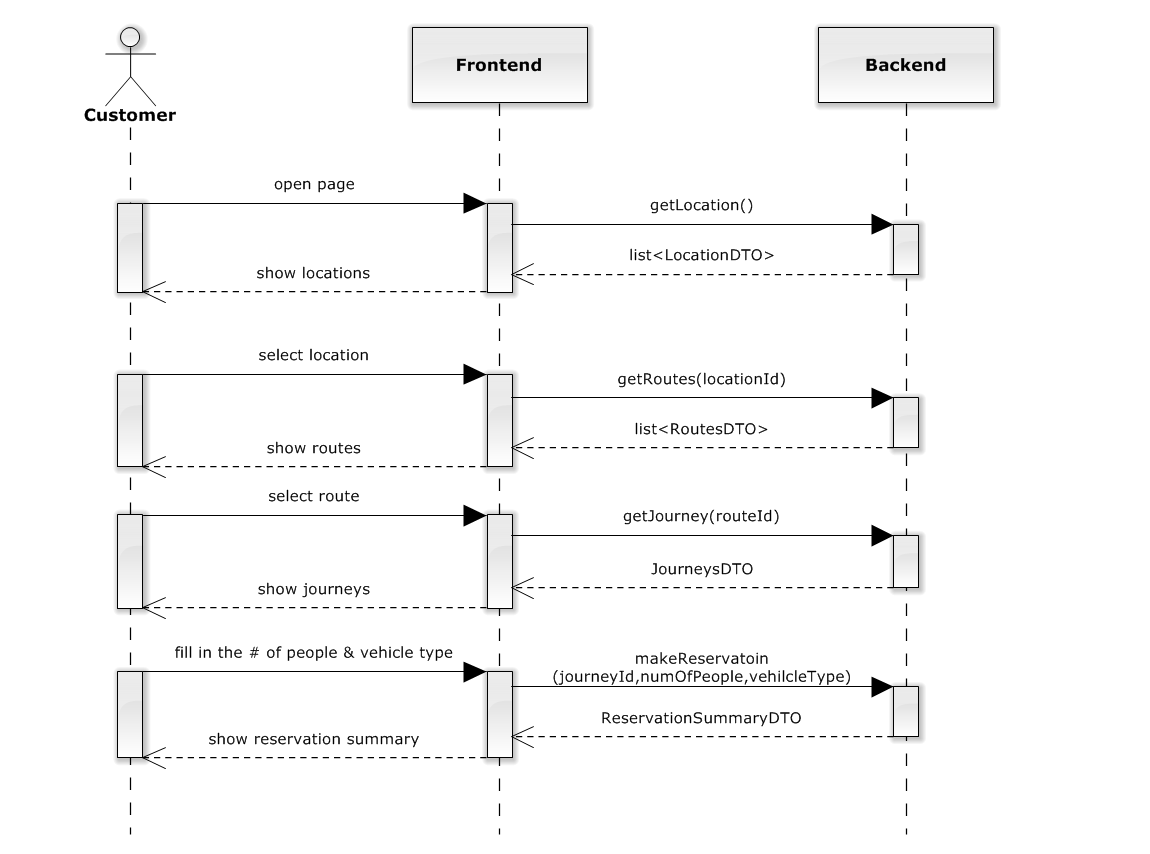 Frontend
Backend
Customer
open page
getLocation()
list<LocationDTO>
show locations
select location
getRoutes(locationId)
list<RoutesDTO>
show routes
select route
getJourney(routeId)
JourneysDTO
show journeys
fill in the # of people & vehicle type
makeReservatoin
(journeyId,numOfPeople,vehilcleType)
ReservationSummaryDTO
show reservation summary